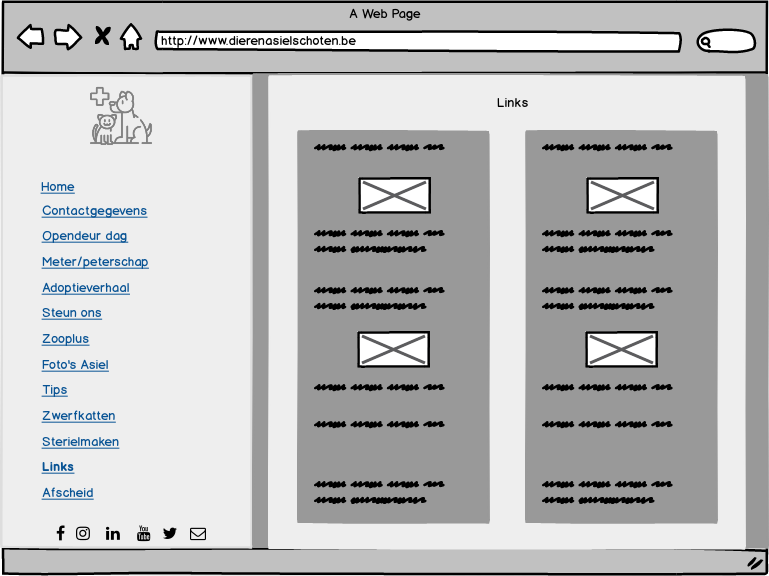 A Web Page
http://www.dierenasielschoten.be
Links
Home
Contactgegevens
Opendeur dag
Meter/peterschap
Adoptieverhaal
Steun ons
Zooplus
Foto's Asiel
Tips
Zwerfkatten
Sterielmaken
Links
Afscheid
You
Tube